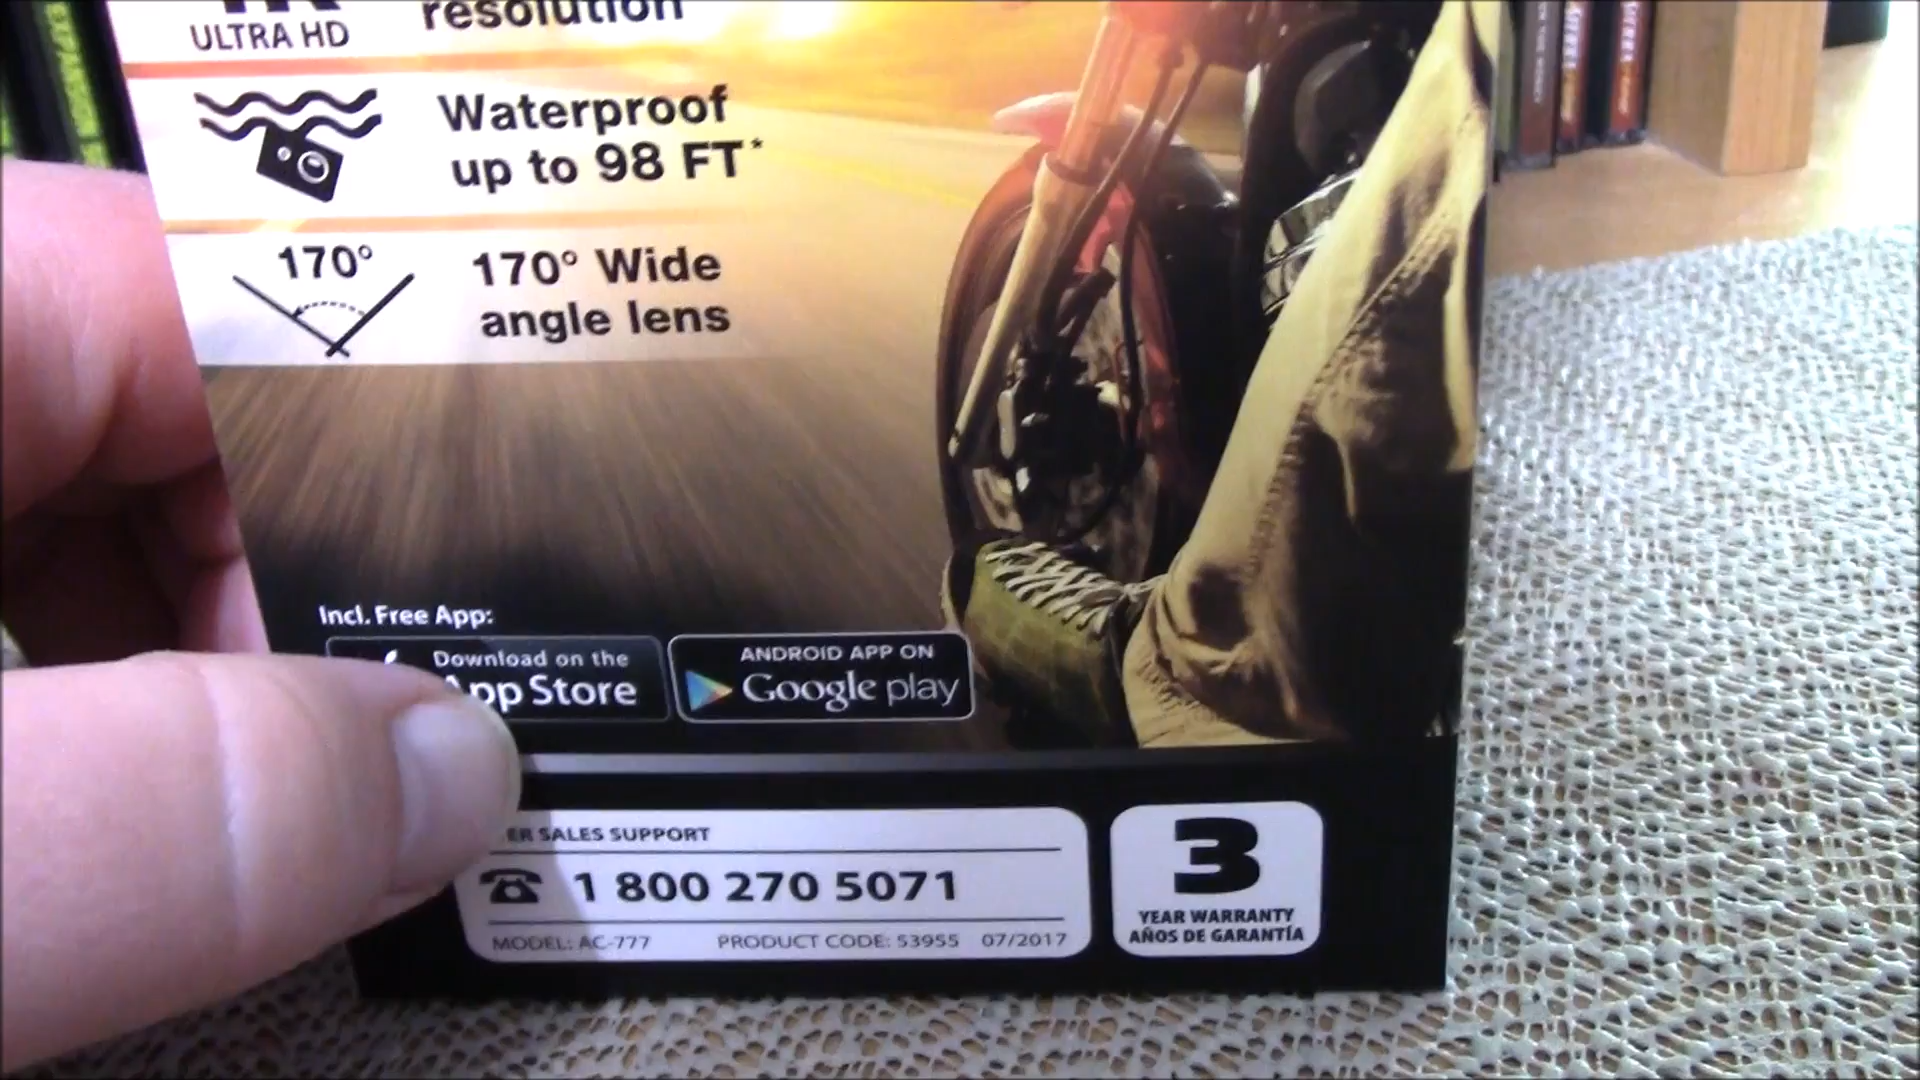 ULTRA HD
resolution
Waterproof
up to 98 FT*
170°
170° Wide
angle lens
Incl. Free App:
Download on the
App Store
ANDROID APP ON
Google play
ER SALES SUPPORT
1 800 270 5071
MODEL: AC-777 PRODUCT CODE: 53955 07/2017
3
YEAR WARRANTY
AÑOS DE GARANTÍA